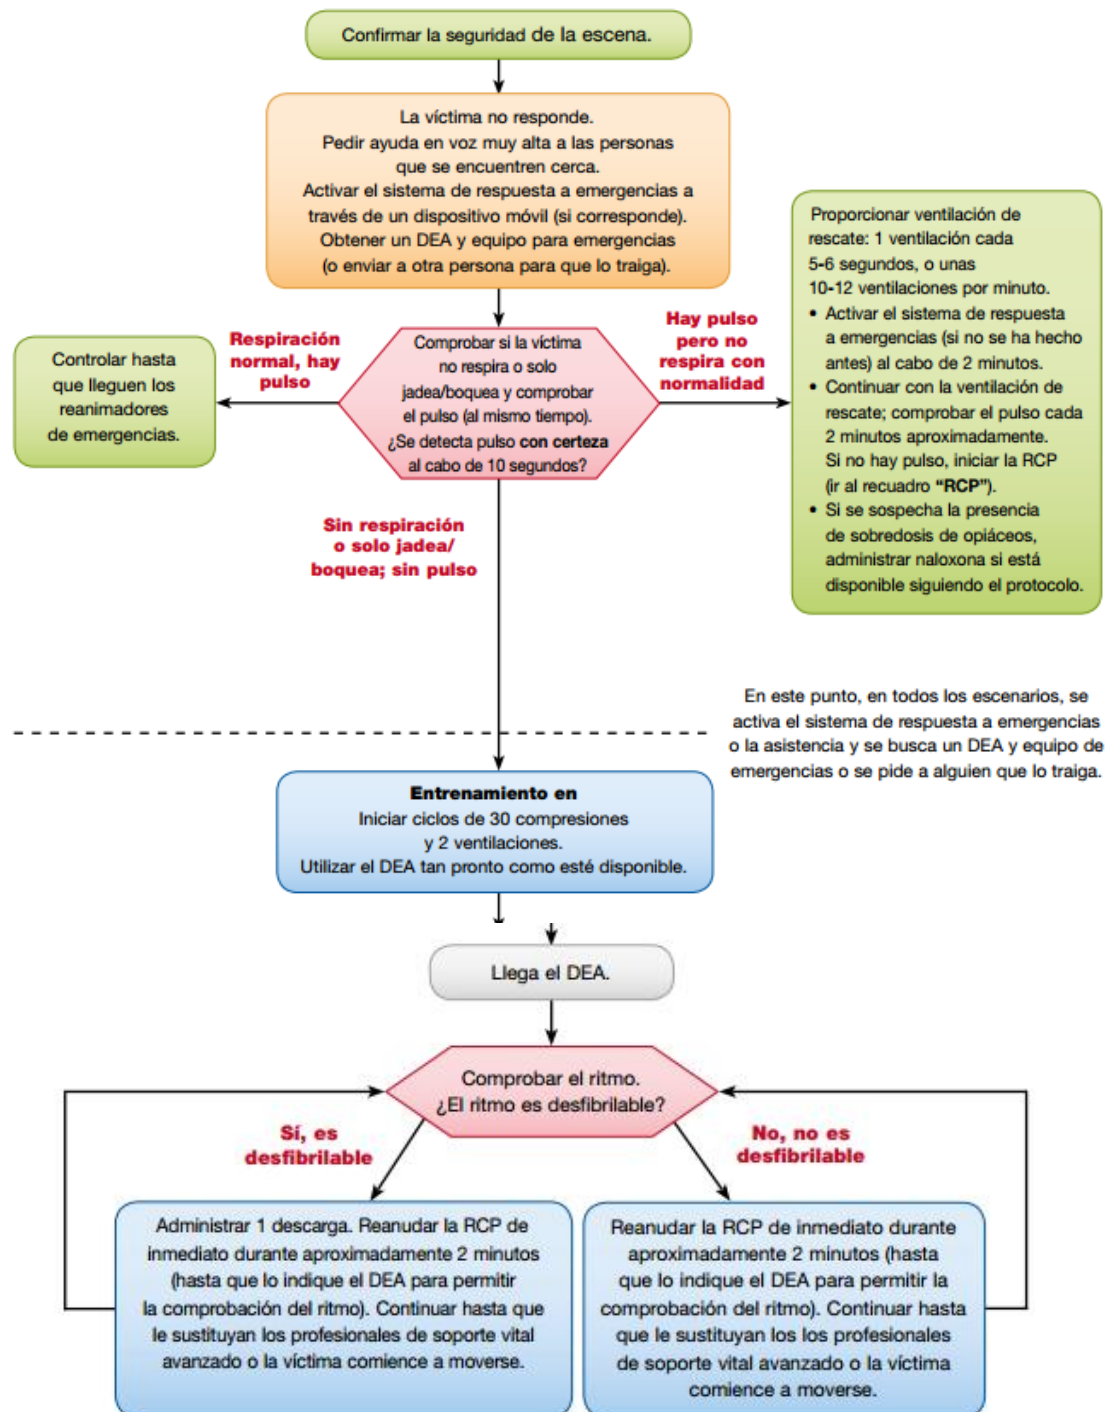 Confirmar la seguridad de la escena.
La víctima no responde.
Pedir ayuda en voz muy alta a las personas
que se encuentren cerca.
Activar el sistema de respuesta a emergencias a
través de un dispositivo móvil (si corresponde).
Obtener un DEA y equipo para emergencias
(o enviar a otra persona para que lo traiga).
Respiración
normal, hay
pulso
Controlar hasta
que lleguen los
reanimadores
de emergencias.
Comprobar si la víctima
no respira o solo
jadea/boquea y comprobar
el pulso (al mismo tiempo).
¿Se detecta pulso con certeza
al cabo de 10 segundos?
Hay pulso
pero no
respira con
normalidad
Proporcionar ventilación de
rescate: 1 ventilación cada
5-6 segundos, o unas
10-12 ventilaciones por minuto.
• Activar el sistema de respuesta
a emergencias (si no se ha hecho
antes) al cabo de 2 minutos.
• Continuar con la ventilación de
rescate; comprobar el pulso cada
2 minutos aproximadamente.
Si no hay pulso, iniciar la RCP
(ir al recuadro “RCP”).
• Si se sospecha la presencia
de sobredosis de opiáceos,
administrar naloxona si está
disponible siguiendo el protocolo.
Sin respiración
o solo jadea/
boquea; sin pulso
En este punto, en todos los escenarios, se
activa el sistema de respuesta a emergencias
o la asistencia y se busca un DEA y equipo de
emergencias o se pide a alguien que lo traiga.
Entrenamiento en
Iniciar ciclos de 30 compresiones
y 2 ventilaciones.
Utilizar el DEA tan pronto como esté disponible.
Llega el DEA.
Comprobar el ritmo.
¿El ritmo es desfibrilable?
Sí, es
desfibrilable
No, no es
desfibrilable
Administrar 1 descarga. Reanudar la RCP de
inmediato durante aproximadamente 2 minutos
(hasta que lo indique el DEA para permitir
la comprobación del ritmo). Continuar hasta que
le sustituyan los profesionales de soporte vital
avanzado o la víctima comience a moverse.
Reanudar la RCP de inmediato durante
aproximadamente 2 minutos (hasta
que lo indique el DEA para permitir la
comprobación del ritmo). Continuar hasta
que le sustituyan los los profesionales
de soporte vital avanzado o la víctima
comience a moverse.